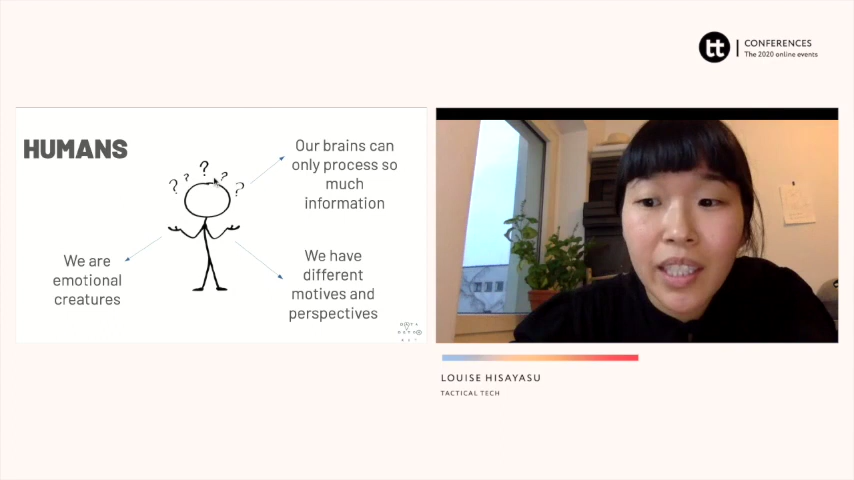 tt
CONFERENCES
The 2020 online events
HUMANS
? ? ? ? ?
Our brains can
only process so
much
information
We are
emotional
creatures
We have
different
motives and
perspectives
LOUISE HISAYASU
TACTICAL TECH